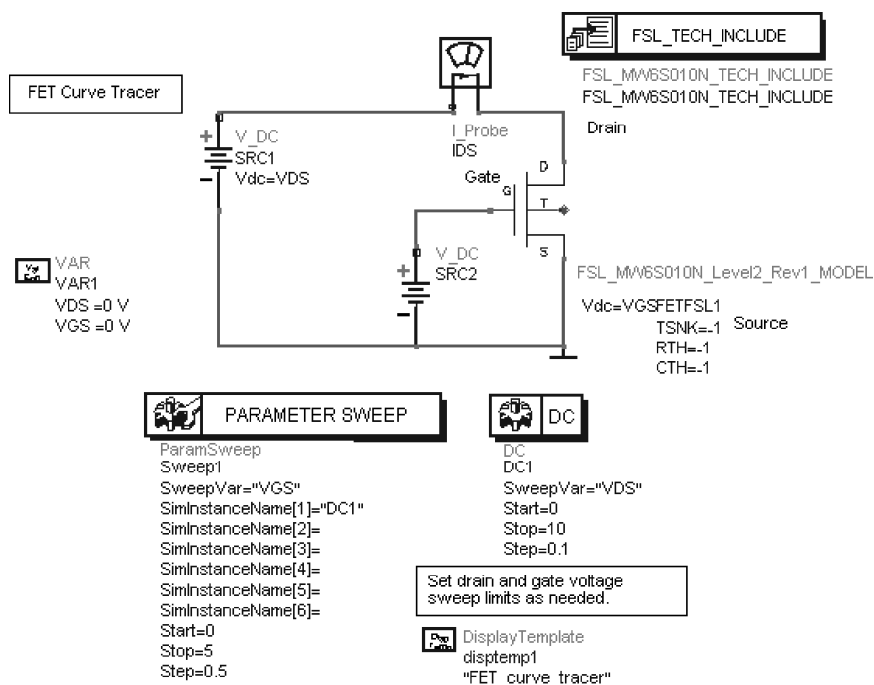 FSL_TECH_INCLUDE
FSL_MW6S010N_TECH_INCLUDE
FSL_MW6S010N_TECH_INCLUDE
FET Curve Tracer
Drain
I_Probe
IDS
+
V_DC
SRC1
Vdc=VDS
-
Gate
G
D
T
S
+
V_DC
SRC2
-
Var
Eqn
VAR
VAR1
VDS =0 V
VGS =0 V
FSL_MW6S010N_Level2_Rev1_MODEL
Vdc=VGSFETFSL1
TSNK=-1
RTH=-1
CTH=-1
Source
PARAMETER SWEEP
ParamSweep
Sweep1
SweepVar="VGS"
SimInstanceName[1]="DC1"
SimInstanceName[2]=
SimInstanceName[3]=
SimInstanceName[4]=
SimInstanceName[5]=
SimInstanceName[6]=
Start=0
Stop=5
Step=0.5
DC
DC
DC1
SweepVar="VDS"
Start=0
Stop=10
Step=0.1
Set drain and gate voltage
sweep limits as needed.
DisplayTemplate
disptemp1
"FET_curve_tracer"